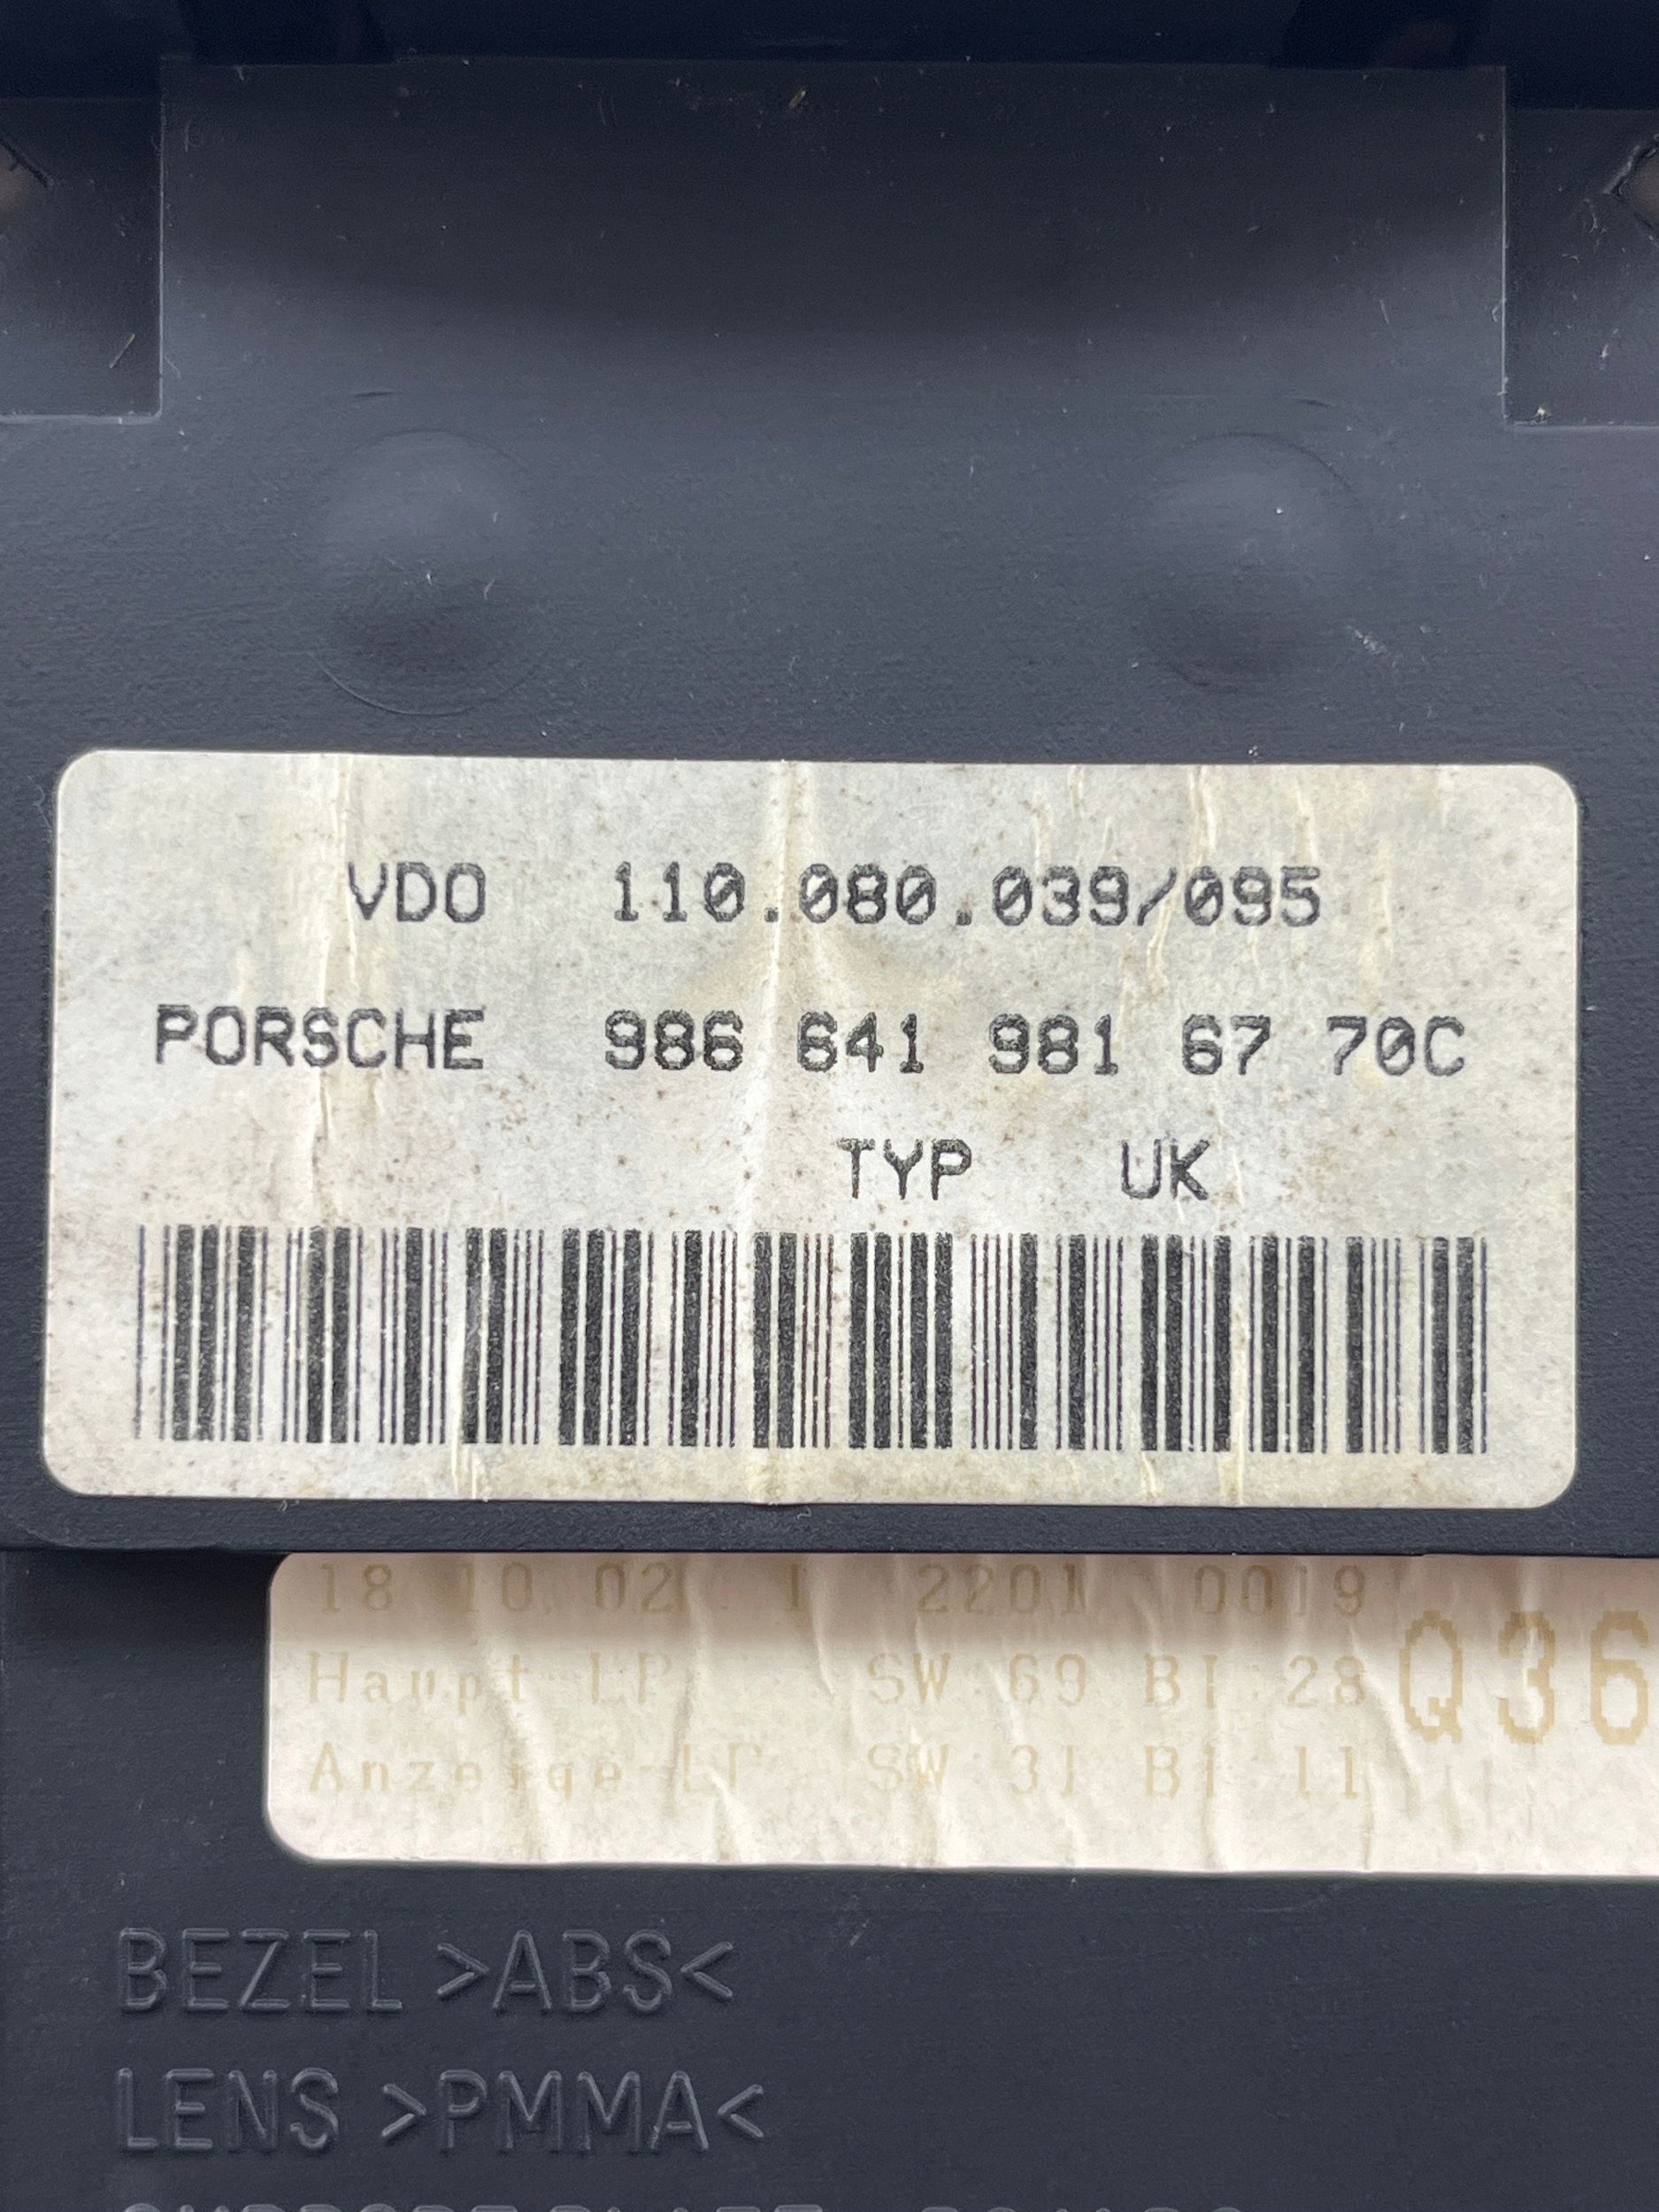 VDO 110.080.039/095
PORSCHE 986 641 981 67 70C
TYP UK
18 10.02 1 2201 0019
Haupt-LP SW:69 BI:28 Q36
Anzeige-LP SW:31 BI:11
BEZEL >ABS<
LENS >PMMA<